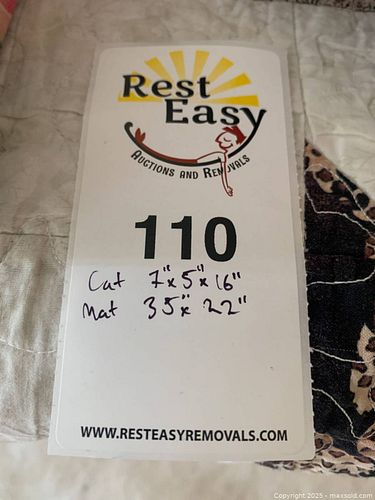 Rest
Easy
AUCTIONS AND REMOVALS
110
Cat 7" x 5" x 16"
Mat 35" x 22"
WWW.RESTEASYREMOVALS.COM
Copyright 2025 - maxsold.com